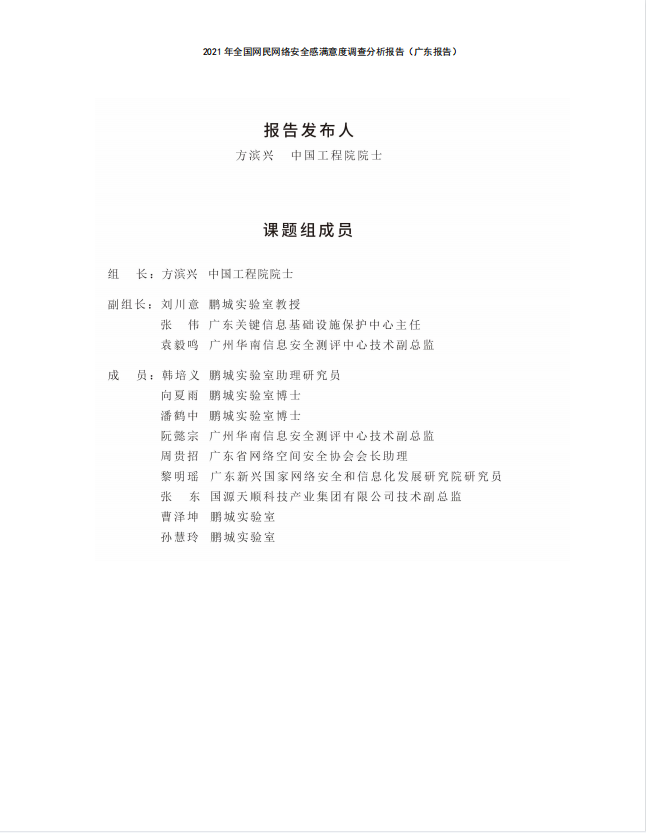 2021年全国网民网络安全感满意度调查分析报告（广东报告）
报告发布人
方滨兴 中国工程院院士
课题组成员
组 长：方滨兴 中国工程院院士
副组长：刘川意 鹏城实验室教授
张 伟 广东关键信息基础设施保护中心主任
袁毅鸣 广州华南信息安全测评中心技术副总监
成 员：韩培义 鹏城实验室助理研究员
向夏雨 鹏城实验室博士
潘鹤中 鹏城实验室博士
阮懿宗 广州华南信息安全测评中心技术副总监
周贵招 广东省网络空间安全协会会长助理
黎明瑶 广东新兴国家网络安全和信息化发展研究院研究员
张 东 国源天顺科技产业集团有限公司技术副总监
曹泽坤 鹏城实验室
孙慧玲 鹏城实验室